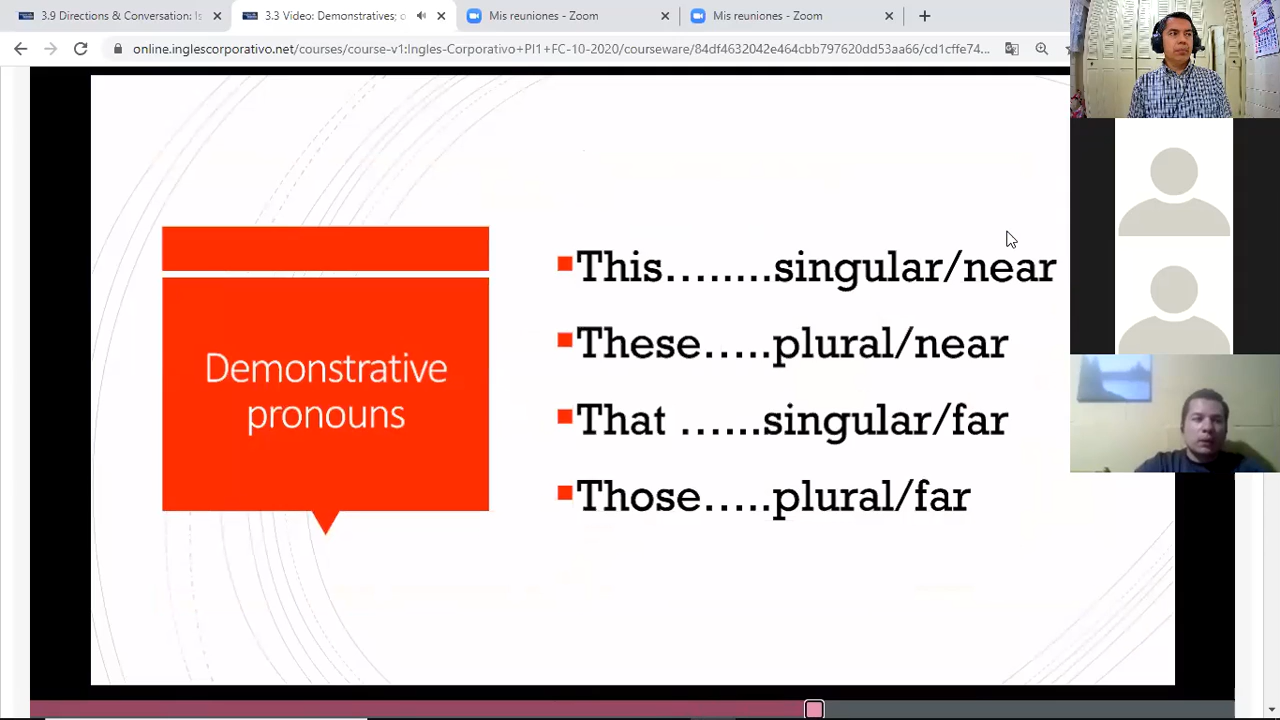 3.9 Directions & Conversation: Is
3.3 Video: Demonstratives; o
Mis reuniones - Zoom
Mis reuniones - Zoom
online.inglescorporativo.net/courses/course-v1:Ingles-Corporativo+PI1+FC-10-2020/courseware/84df4632042e464cbb797620dd53aa69/cd1cffe74...
Demonstrative
pronouns
This........singular/near
These.....plural/near
That ......singular/far
Those.....plural/far